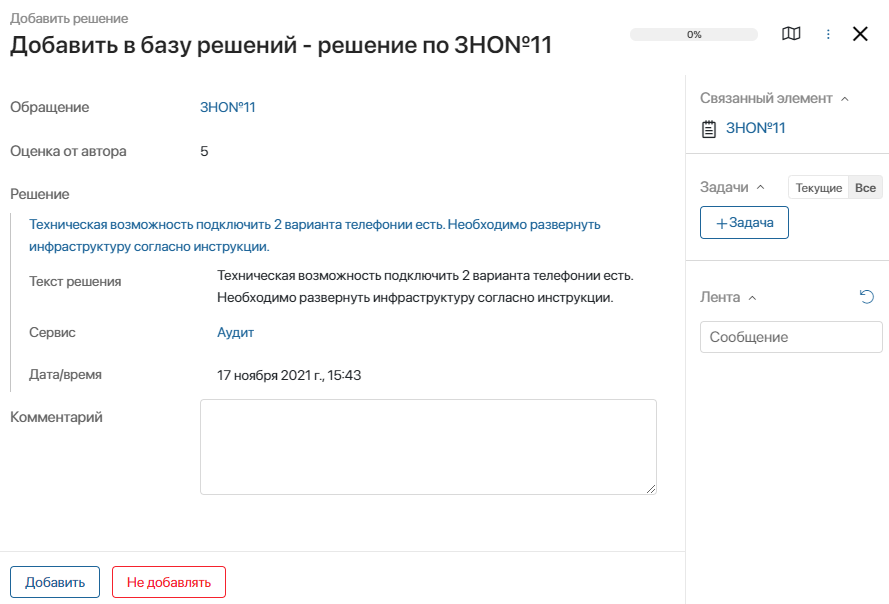 Добавить решение
Добавить в базу решений - решение по ЗНО№11
0%
Обращение
ЗНО№11
Оценка от автора
5
Решение
Техническая возможность подключить 2 варианта телефонии есть. Необходимо развернуть
инфраструктуру согласно инструкции.
Текст решения
Техническая возможность подключить 2 варианта телефонии есть.
Необходимо развернуть инфраструктуру согласно инструкции.
Сервис
Аудит
Дата/время
17 ноября 2021 г., 15:43
Комментарий
Добавить
Не добавлять
Связанный элемент
ЗНО№11
Задачи
Текущие
Все
+Задача
Лента
Сообщение